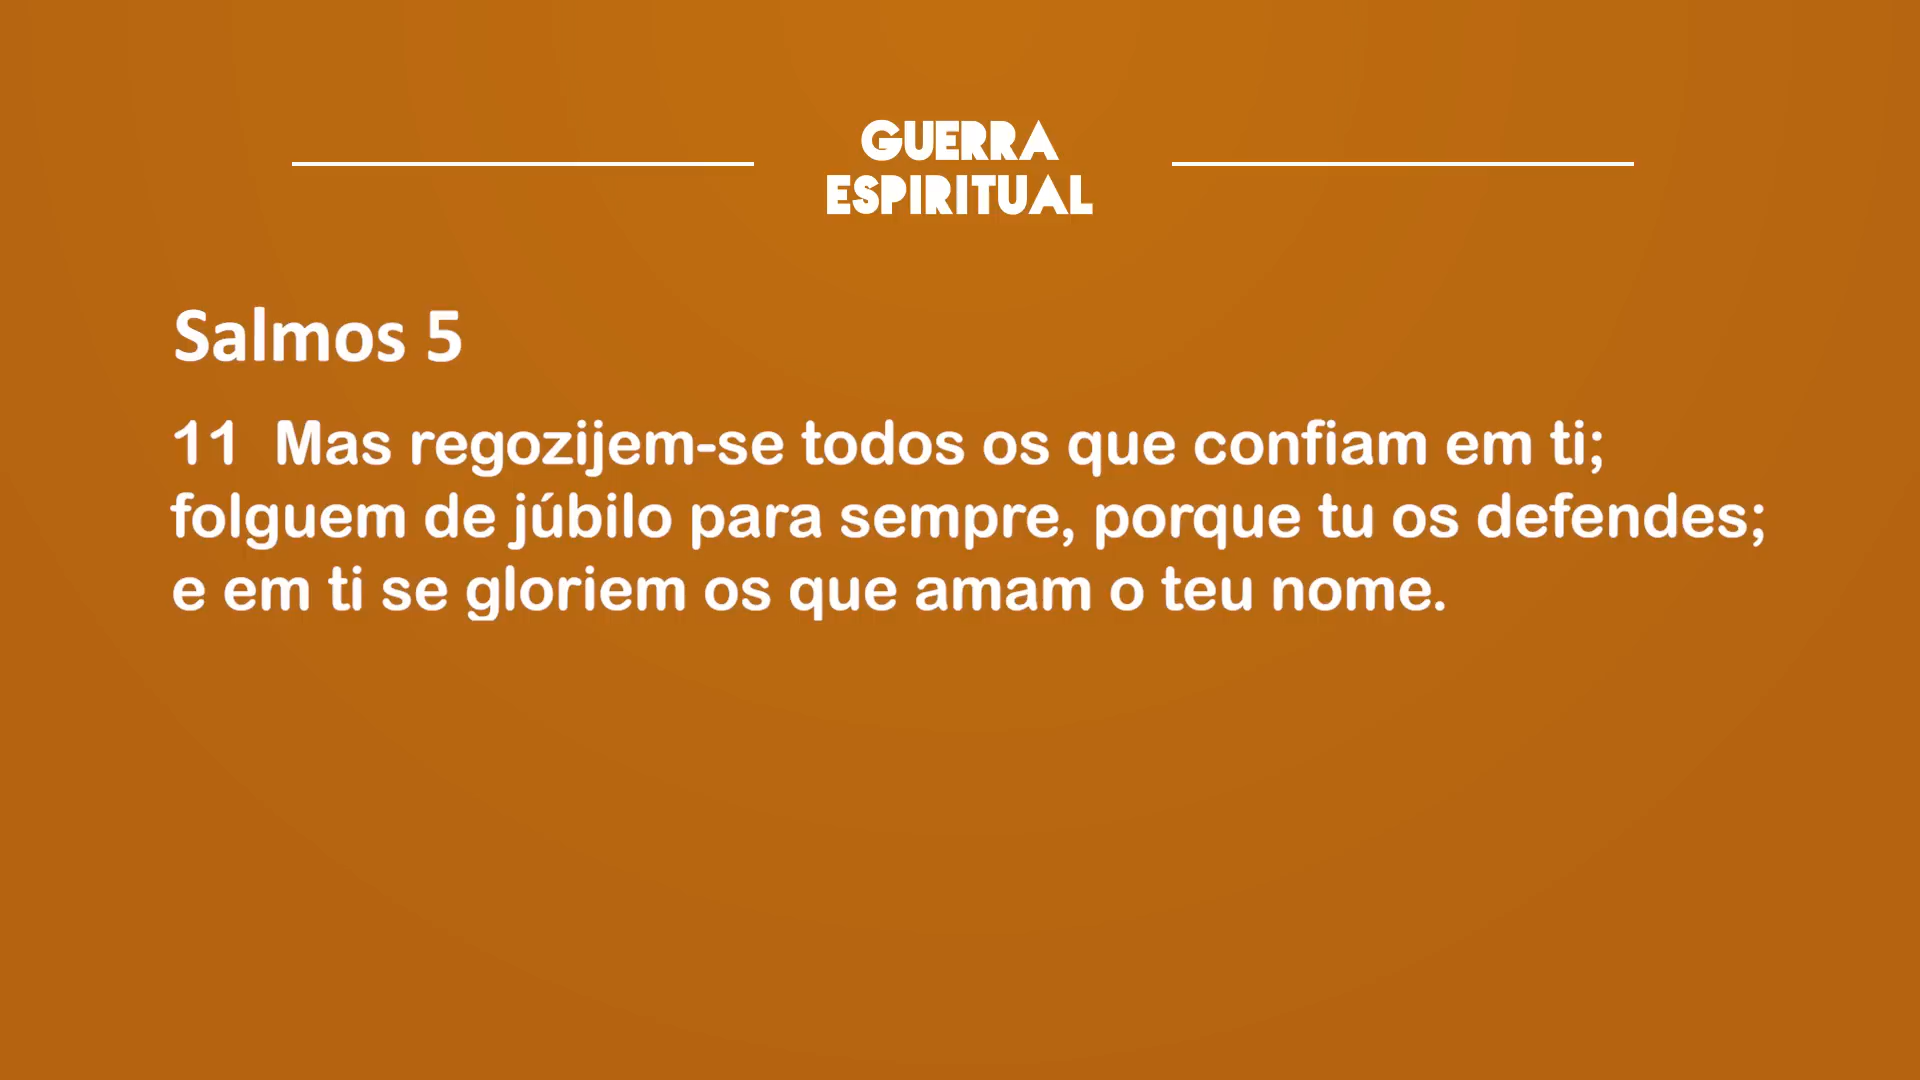 GUERRA
ESPIRITUAL
Salmos 5
11 Mas regozijem-se todos os que confiam em ti;
folguem de júbilo para sempre, porque tu os defendes;
e em ti se gloriem os que amam o teu nome.